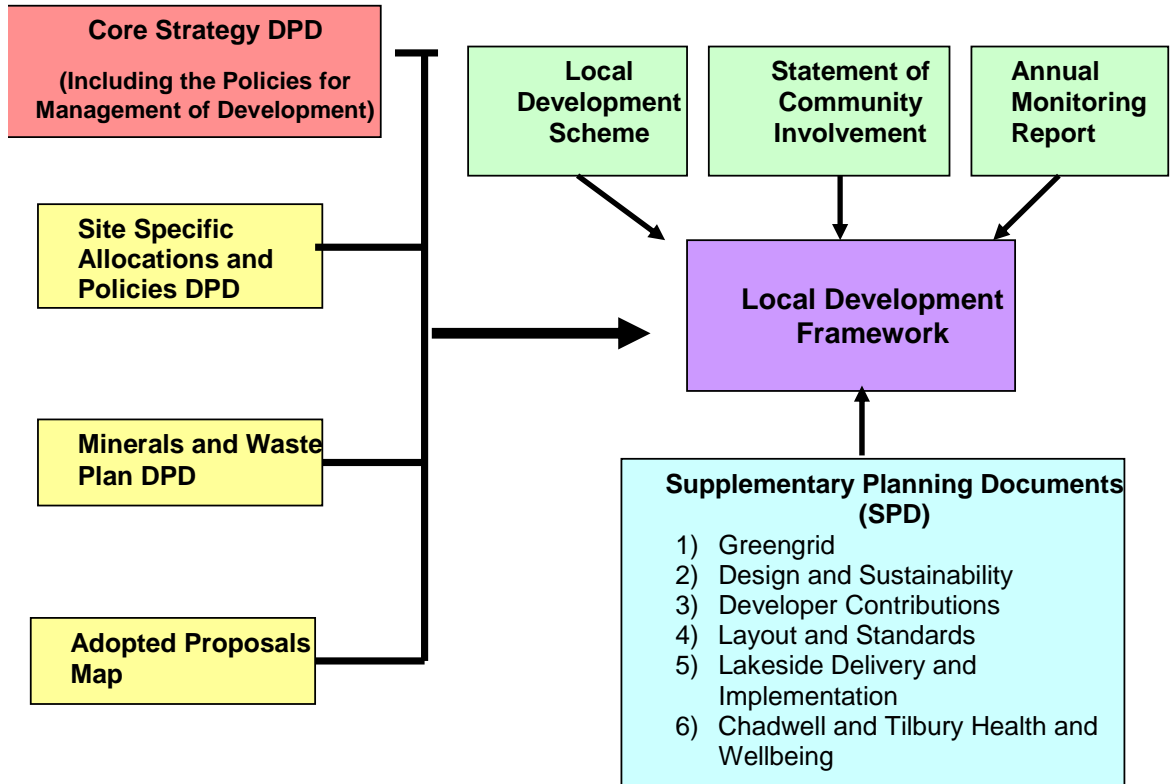 Core Strategy DPD
(Including the Policies for
Management of Development)
Site Specific
Allocations and
Policies DPD
Minerals and Waste
Plan DPD
Adopted Proposals
Map
Local
Development
Scheme
Statement of
Community
Involvement
Annual
Monitoring
Report
Local Development
Framework
Supplementary Planning Documents
(SPD)
1) Greengrid
2) Design and Sustainability
3) Developer Contributions
4) Layout and Standards
5) Lakeside Delivery and
Implementation
6) Chadwell and Tilbury Health and
Wellbeing